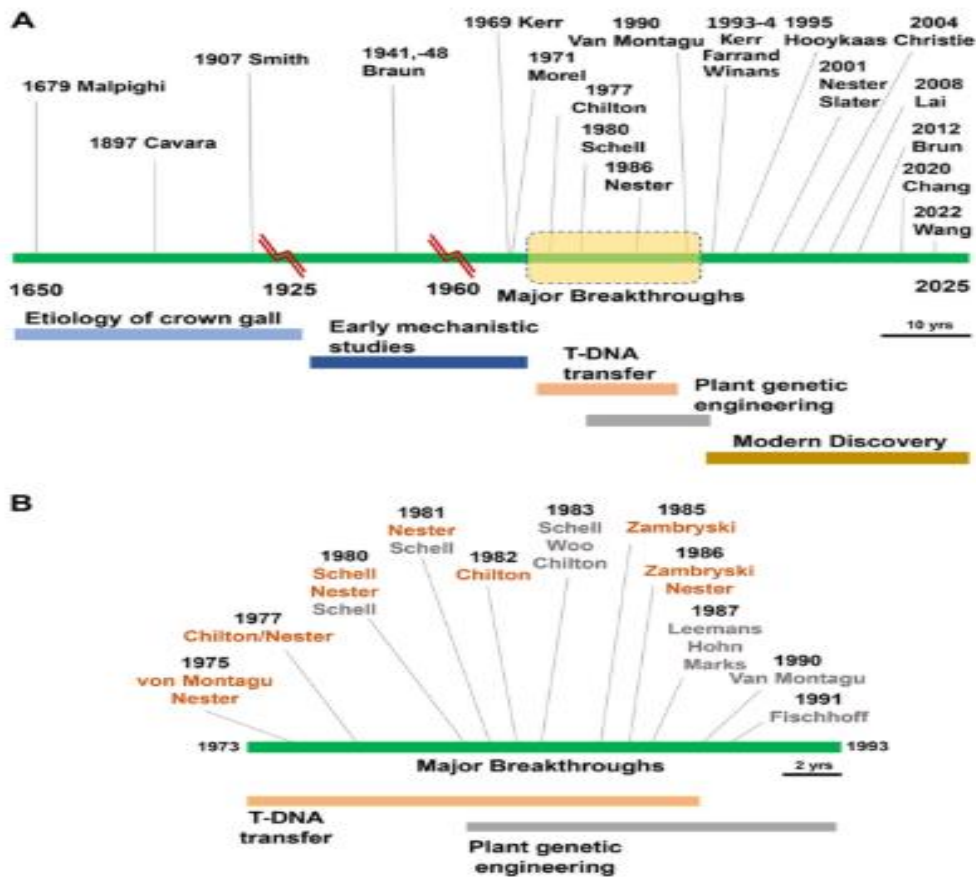 A
1679 Malpighi
1897 Cavara
1907 Smith
1941,-48
Braun
1969 Kerr
1971
Morel
1977
Chilton
1980
Schell
1986
Nester
1990
Van Montagu
1993-4
Kerr
Farrand
Winans
1995
Hooykaas
2001
Nester
Slater
2004
Christie
2008
Lai
2012
Brun
2020
Chang
2022
Wang
1650
1925
1960
Major Breakthroughs
2025
Etiology of crown gall
Early mechanistic
studies
10 yrs
T-DNA
transfer
Plant genetic
engineering
Modern Discovery
B
1975
von Montagu
Nester
1977
Chilton/Nester
1980
Schell
Nester
Schell
1981
Nester
Schell
1982
Chilton
1983
Schell
Woo
Chilton
1985
Zambryski
1986
Zambryski
Nester
1987
Leemans
Hohn
Marks
1990
Van Montagu
1991
Fischhoff
1973
1993
Major Breakthroughs
2 yrs
T-DNA
transfer
Plant genetic
engineering